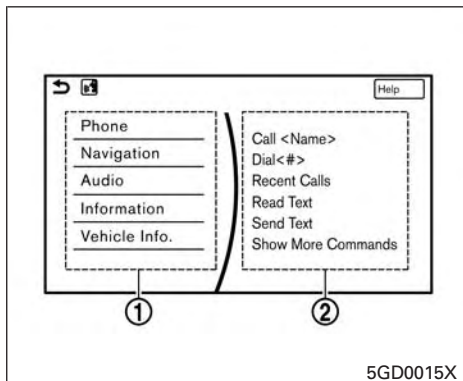 Help
Phone
Navigation
Audio
Information
Vehicle Info.
Call <Name>
Dial<#>
Recent Calls
Read Text
Send Text
Show More Commands
1
2
5GD0015X